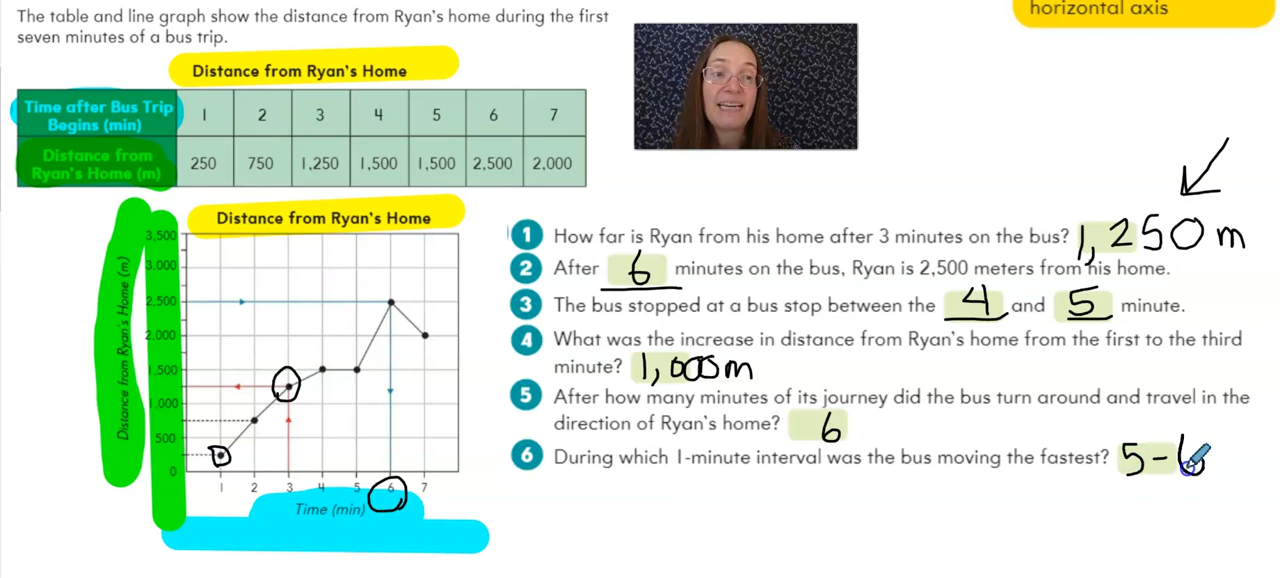 horizontal axis
The table and line graph show the distance from Ryan's home during the first
seven minutes of a bus trip.
Distance from Ryan's Home
Time after Bus Trip Begins (min) 1 2 3 4 5 6 7
Distance from Ryan's Home (m) 250 750 1,250 1,500 1,500 2,500 2,000
Distance from Ryan's Home
Distance from Ryan's Home (m)
3,500
3,000
2,500
2,000
1,500
1,000
500
0
1 2 3 4 5 6 7
Time (min)
1 How far is Ryan from his home after 3 minutes on the bus? 1,250 m
2 After 6 minutes on the bus, Ryan is 2,500 meters from his home.
3 The bus stopped at a bus stop between the 4 and 5 minute.
4 What was the increase in distance from Ryan's home from the first to the third
minute? 1,000 m
5 After how many minutes of its journey did the bus turn around and travel in the
direction of Ryan's home? 6
6 During which 1-minute interval was the bus moving the fastest? 5-6